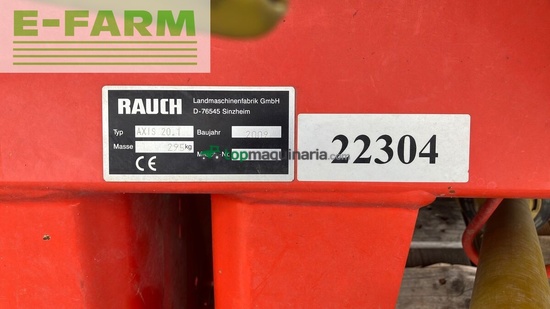 E-FARM
RAUCH
Landmaschinenfabrik GmbH
D-76545 Sinzheim
Typ AXIS 20.1 Baujahr
Masse 295 kg
CE
topmaquinaria.com
22304